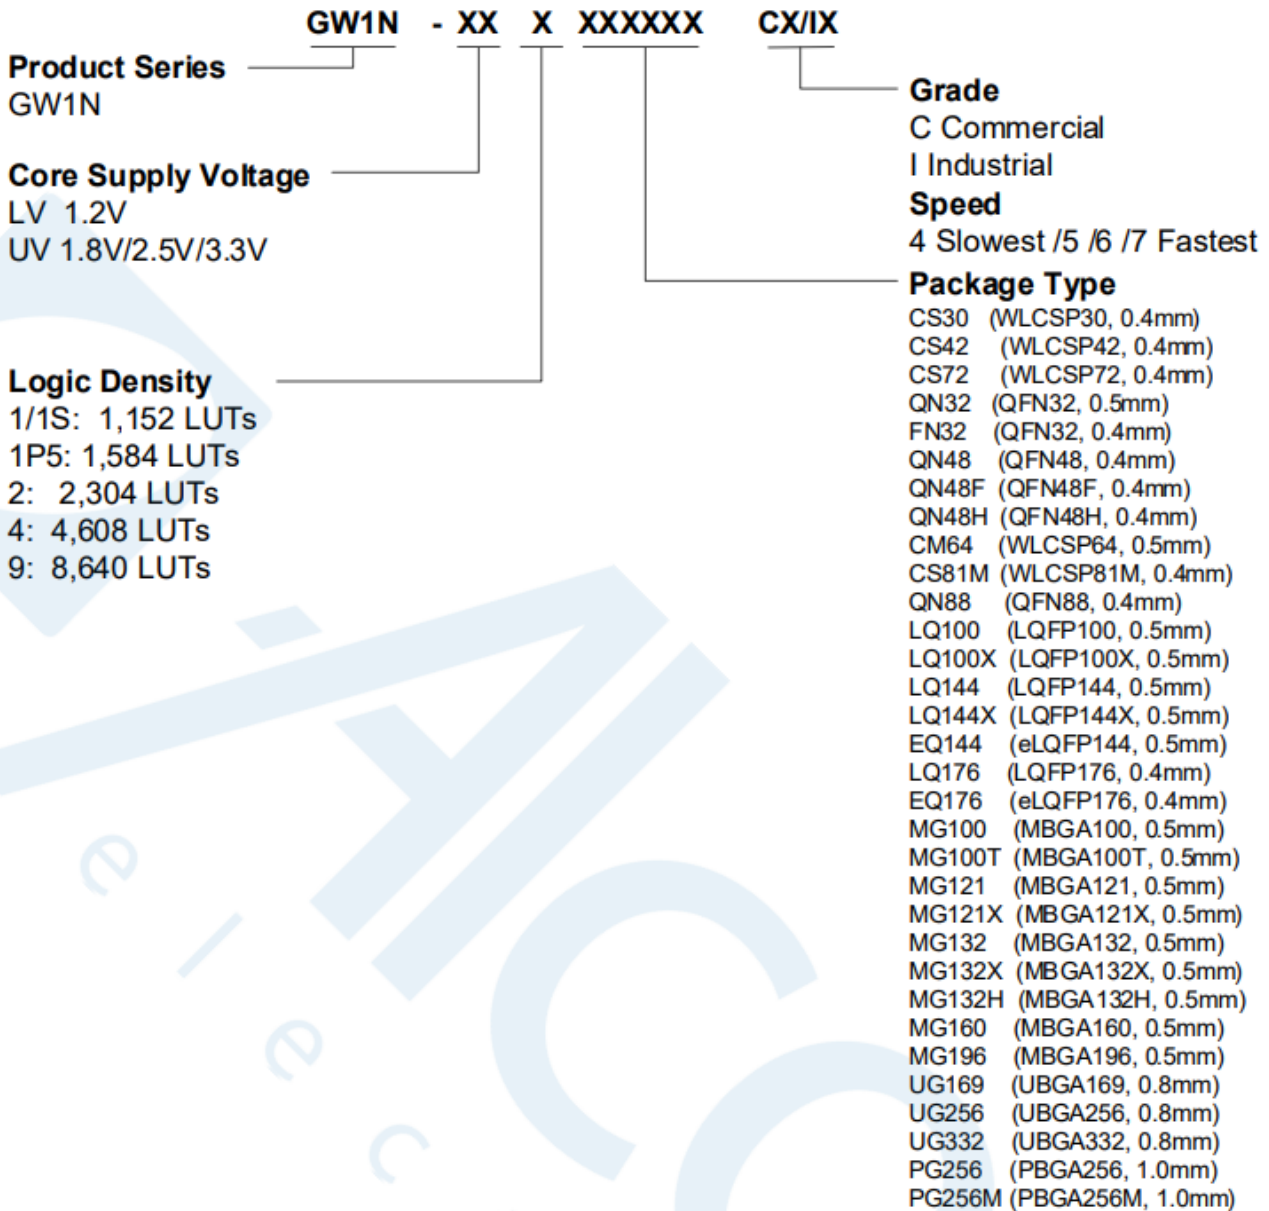 GW1N - XX X XXXXXX CX/IX
Product Series
GW1N
Core Supply Voltage
LV 1.2V
UV 1.8V/2.5V/3.3V
Logic Density
1/1S: 1,152 LUTs
1P5: 1,584 LUTs
2: 2,304 LUTs
4: 4,608 LUTs
9: 8,640 LUTs
Grade
C Commercial
I Industrial
Speed
4 Slowest /5 /6 /7 Fastest
Package Type
CS30 (WLCSP30, 0.4mm)
CS42 (WLCSP42, 0.4mm)
CS72 (WLCSP72, 0.4mm)
QN32 (QFN32, 0.5mm)
FN32 (QFN32, 0.4mm)
QN48 (QFN48, 0.4mm)
QN48F (QFN48F, 0.4mm)
QN48H (QFN48H, 0.4mm)
CM64 (WLCSP64, 0.5mm)
CS81M (WLCSP81M, 0.4mm)
QN88 (QFN88, 0.4mm)
LQ100 (LQFP100, 0.5mm)
LQ100X (LQFP100X, 0.5mm)
LQ144 (LQFP144, 0.5mm)
LQ144X (LQFP144X, 0.5mm)
EQ144 (eLQFP144, 0.5mm)
LQ176 (LQFP176, 0.4mm)
EQ176 (eLQFP176, 0.4mm)
MG100 (MBGA100, 0.5mm)
MG100T (MBGA100T, 0.5mm)
MG121 (MBGA121, 0.5mm)
MG121X (MBGA121X, 0.5mm)
MG132 (MBGA132, 0.5mm)
MG132X (MBGA132X, 0.5mm)
MG132H (MBGA132H, 0.5mm)
MG160 (MBGA160, 0.5mm)
MG196 (MBGA196, 0.5mm)
UG169 (UBGA169, 0.8mm)
UG256 (UBGA256, 0.8mm)
UG332 (UBGA332, 0.8mm)
PG256 (PBGA256, 1.0mm)
PG256M (PBGA256M, 1.0mm)